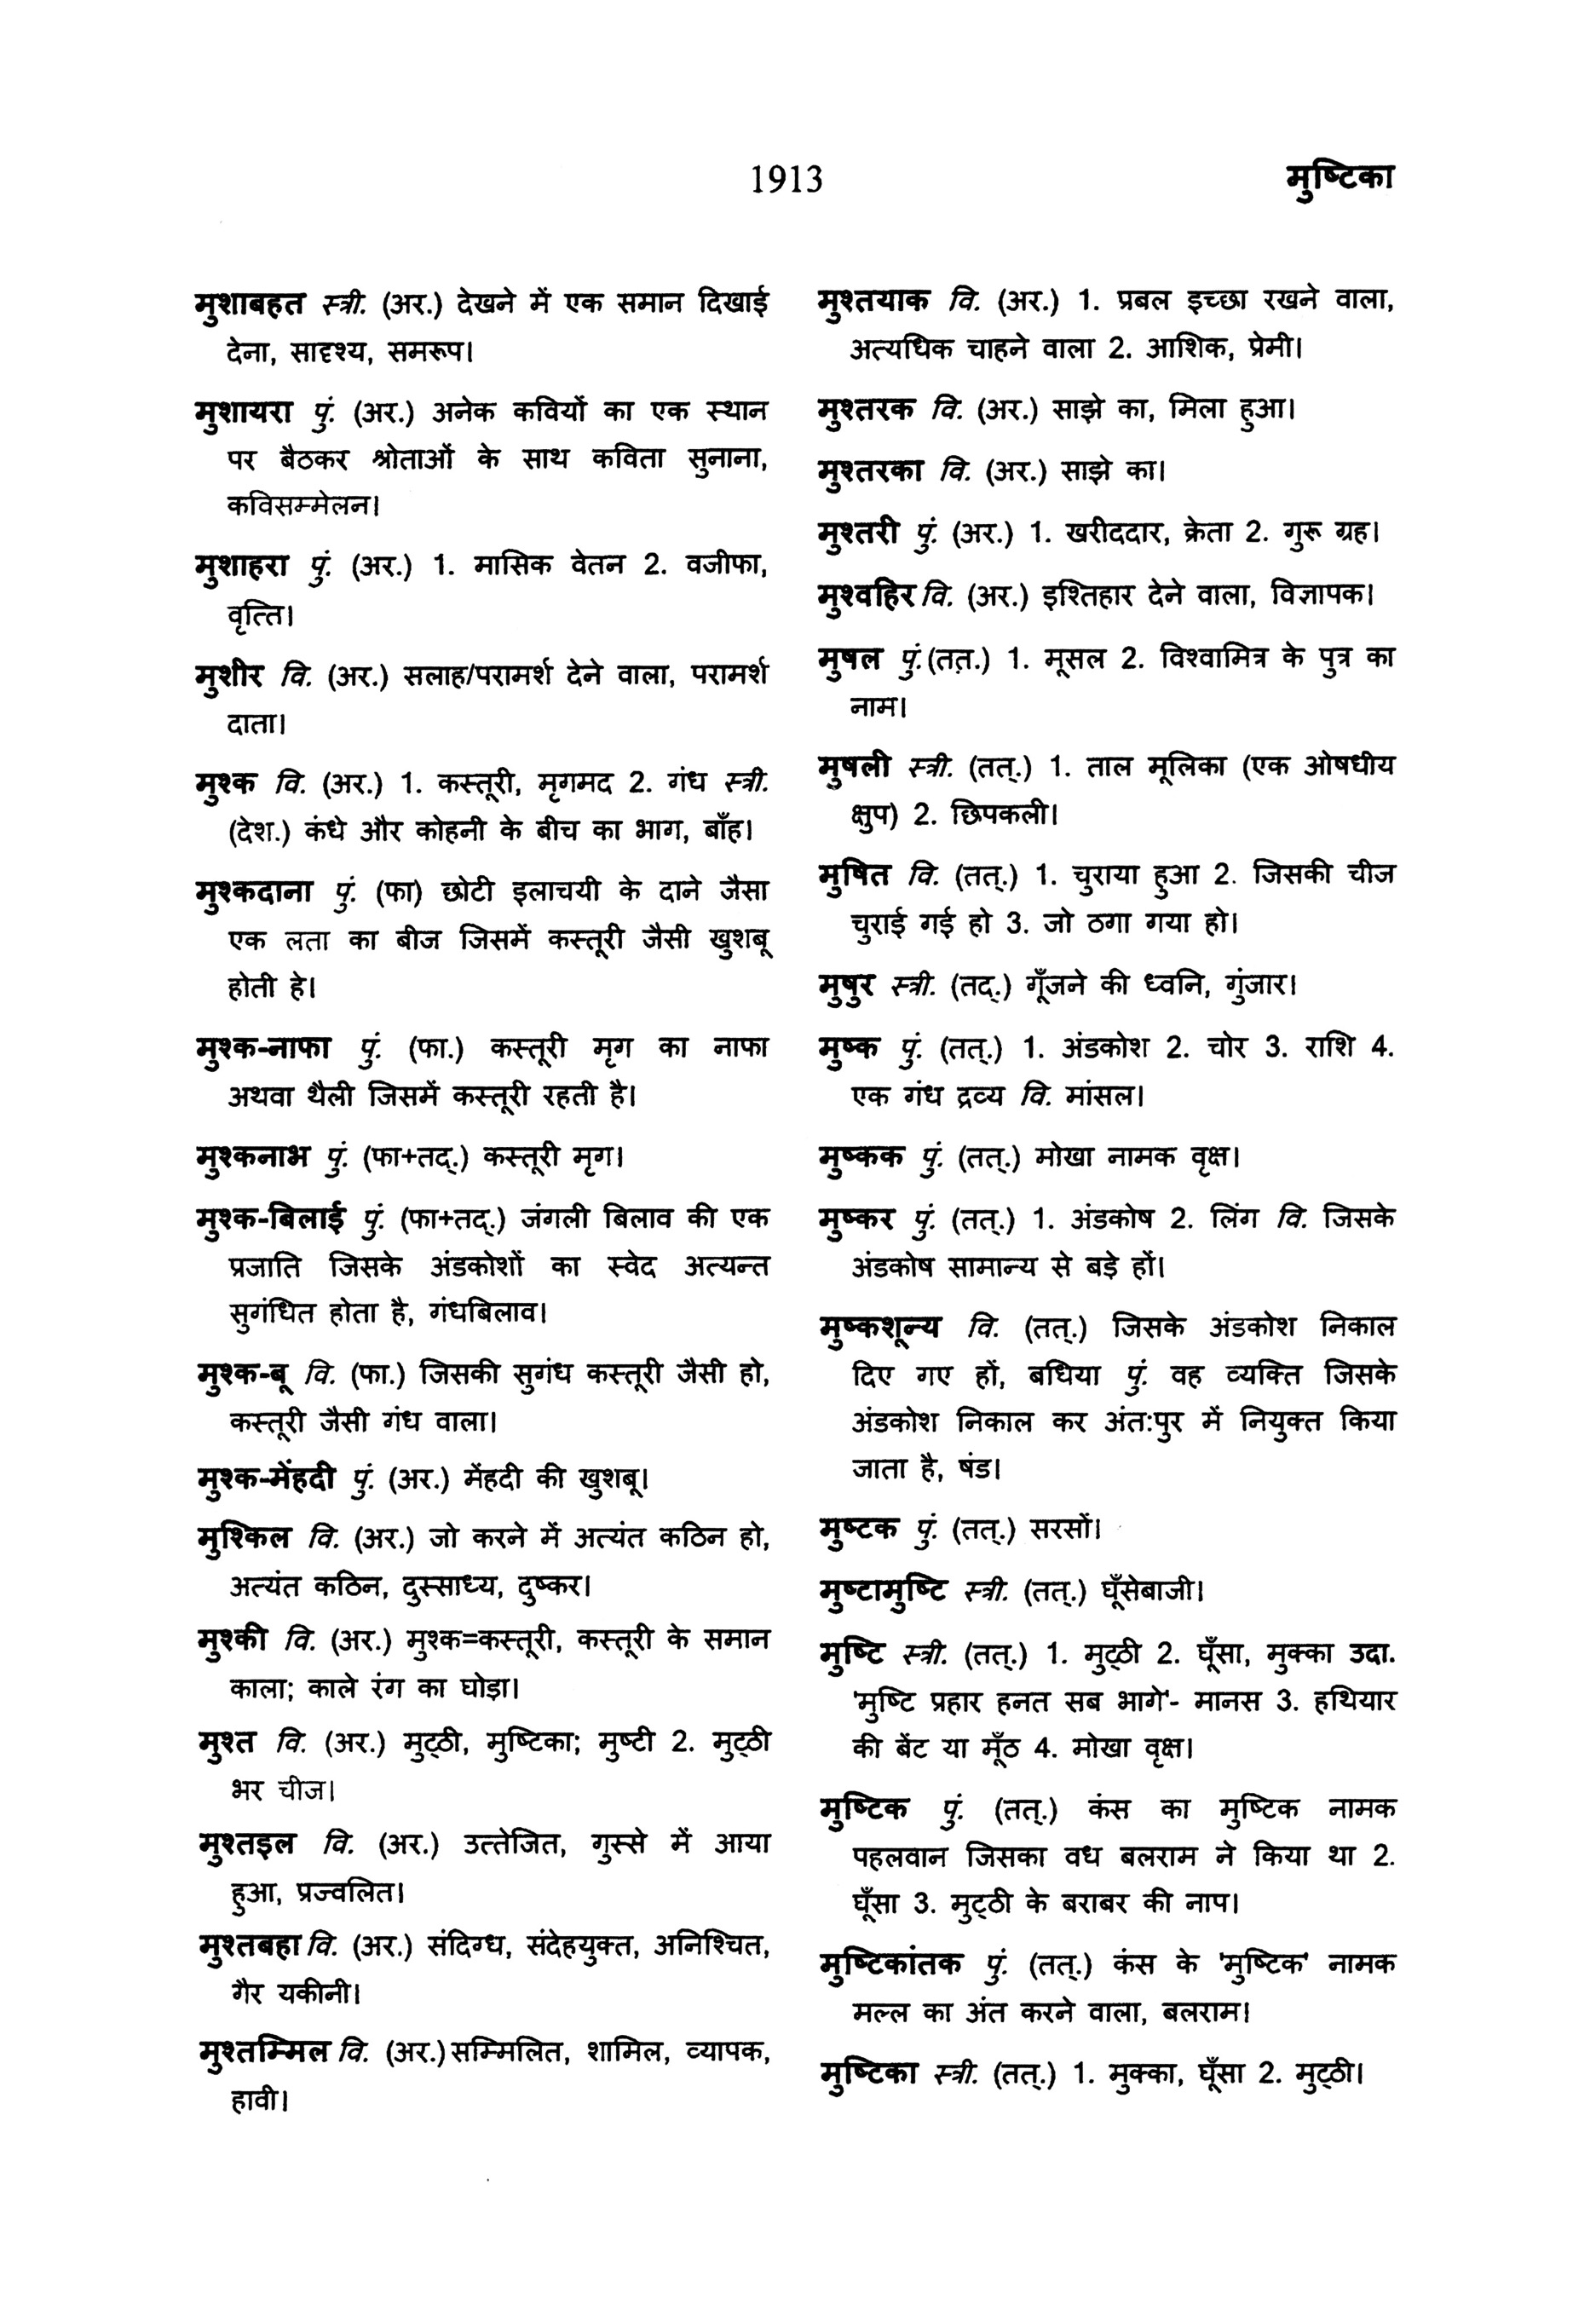 1913
मुष्टिका
मुशाबहत स्त्री. (अर.) देखने में एक समान दिखाई
देना, सादृश्य, समरूप।
मुशायरा पुं. (अर.) अनेक कवियों का एक स्थान
पर बैठकर श्रोताओं के साथ कविता सुनाना,
कविसम्मेलन।
मुशाहरा पुं. (अर.) 1. मासिक वेतन 2. वजीफा,
वृत्ति।
मुशीर वि. (अर.) सलाह/परामर्श देने वाला, परामर्श
दाता।
मुश्क वि. (अर.) 1. कस्तूरी, मृगमद 2. गंध स्त्री.
(देश.) कंधे और कोहनी के बीच का भाग, बाँह।
मुश्कदाना पुं. (फा) छोटी इलाचयी के दाने जैसा
एक लता का बीज जिसमें कस्तूरी जैसी खुशबू
होती हे।
मुश्क-नाफा पुं. (फा.) कस्तूरी मृग का नाफा
अथवा थैली जिसमें कस्तूरी रहती है।
मुश्कनाभ पुं. (फा+तद्.) कस्तूरी मृग।
मुश्क-बिलाई पुं. (फा+तद्.) जंगली बिलाव की एक
प्रजाति जिसके अंडकोशों का स्वेद अत्यन्त
सुगंधित होता है, गंधबिलाव।
मुश्क-बू वि. (फा.) जिसकी सुगंध कस्तूरी जैसी हो,
कस्तूरी जैसी गंध वाला।
मुश्क-मेंहदी पुं. (अर.) मेंहदी की खुशबू।
मुश्किल वि. (अर.) जो करने में अत्यंत कठिन हो,
अत्यंत कठिन, दुस्साध्य, दुष्कर।
मुश्की वि. (अर.) मुश्क=कस्तूरी, कस्तूरी के समान
काला; काले रंग का घोड़ा।
मुश्त वि. (अर.) मुट्ठी, मुष्टिका; मुष्टी 2. मुट्ठी
भर चीज।
मुश्तइल वि. (अर.) उत्तेजित, गुस्से में आया
हुआ, प्रज्वलित।
मुश्तबहा वि. (अर.) संदिग्ध, संदेहयुक्त, अनिश्चित,
गैर यकीनी।
मुश्तम्मिल वि. (अर.) सम्मिलित, शामिल, व्यापक,
हावी।
मुश्तयाक वि. (अर.) 1. प्रबल इच्छा रखने वाला,
अत्यधिक चाहने वाला 2. आशिक, प्रेमी।
मुश्तरक वि. (अर.) साझे का, मिला हुआ।
मुश्तरका वि. (अर.) साझे का।
मुश्तरी पुं. (अर.) 1. खरीददार, क्रेता 2. गुरू ग्रह।
मुश्वहिर वि. (अर.) इश्तिहार देने वाला, विज्ञापक।
मुषल पुं. (तत़.) 1. मूसल 2. विश्वामित्र के पुत्र का
नाम।
मुषली स्त्री. (तत्.) 1. ताल मूलिका (एक ओषधीय
क्षुप) 2. छिपकली।
मुषित वि. (तत्.) 1. चुराया हुआ 2. जिसकी चीज
चुराई गई हो 3. जो ठगा गया हो।
मुषुर स्त्री. (तद्.) गूँजने की ध्वनि, गुंजार।
मुष्क पुं. (तत्.) 1. अंडकोश 2. चोर 3. राशि 4.
एक गंध द्रव्य वि. मांसल।
मुष्कक पुं. (तत्.) मोखा नामक वृक्ष।
मुष्कर पुं. (तत्.) 1. अंडकोष 2. लिंग वि. जिसके
अंडकोष सामान्य से बड़े हों।
मुष्कशून्य वि. (तत्.) जिसके अंडकोश निकाल
दिए गए हों, बधिया पुं. वह व्यक्ति जिसके
अंडकोश निकाल कर अंत:पुर में नियुक्त किया
जाता है, षंड।
मुष्टक पुं. (तत्.) सरसों।
मुष्टामुष्टि स्त्री. (तत्.) घूँसेबाजी।
मुष्टि स्त्री. (तत्.) 1. मुट्ठी 2. घूँसा, मुक्का उदा.
'मुष्टि प्रहार हनत सब भागे'- मानस 3. हथियार
की बेंट या मूँठ 4. मोखा वृक्ष।
मुष्टिक पुं. (तत्.) कंस का मुष्टिक नामक
पहलवान जिसका वध बलराम ने किया था 2.
घूँसा 3. मुट्ठी के बराबर की नाप।
मुष्टिकांतक पुं. (तत्.) कंस के 'मुष्टिक' नामक
मल्ल का अंत करने वाला, बलराम।
मुष्टिका स्त्री. (तत्.) 1. मुक्का, घूँसा 2. मुट्ठी।